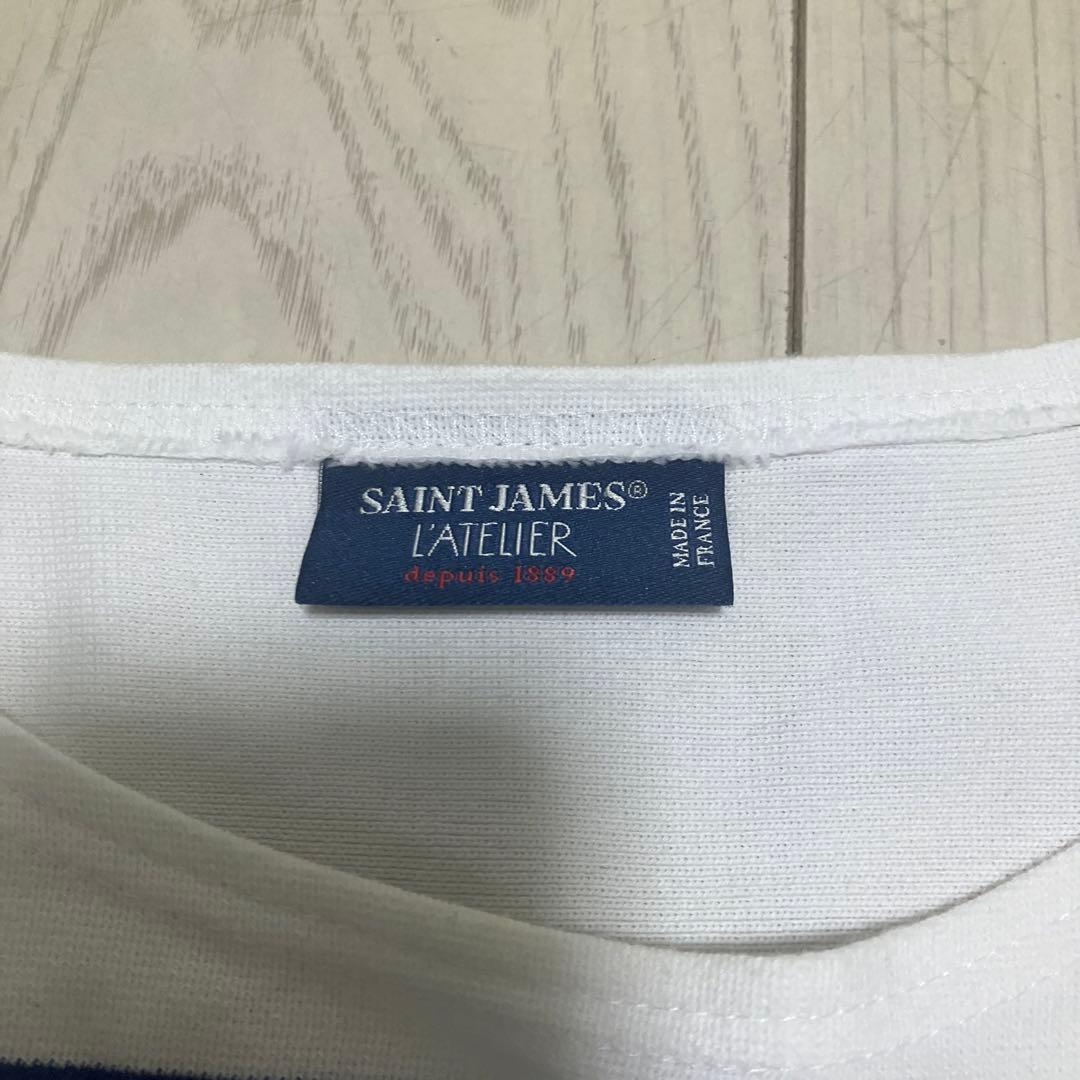 SAINT JAMES®
L'ATELIER
depuis 1889
MADE IN
FRANCE